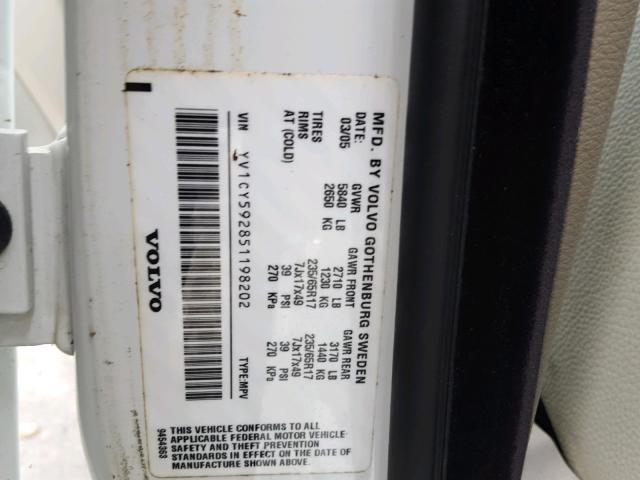 MFD. BY VOLVO GOTHENBURG SWEDEN
DATE: GVWR GAWR FRONT GAWR REAR
03/05 5840 LB 2710 LB 3170 LB
2650 KG 1230 KG 1440 KG
TIRES 235/65R17 235/65R17
RIMS 7Jx17x49 7Jx17x49
AT (COLD) 39 PSI 39 PSI
270 KPa 270 KPa
VIN YV1CY592851198202 TYPE:MPV
VOLVO
THIS VEHICLE CONFORMS TO ALL
APPLICABLE FEDERAL MOTOR VEHICLE
SAFETY AND THEFT PREVENTION
STANDARDS IN EFFECT ON THE DATE OF
MANUFACTURE SHOWN ABOVE.
9454968